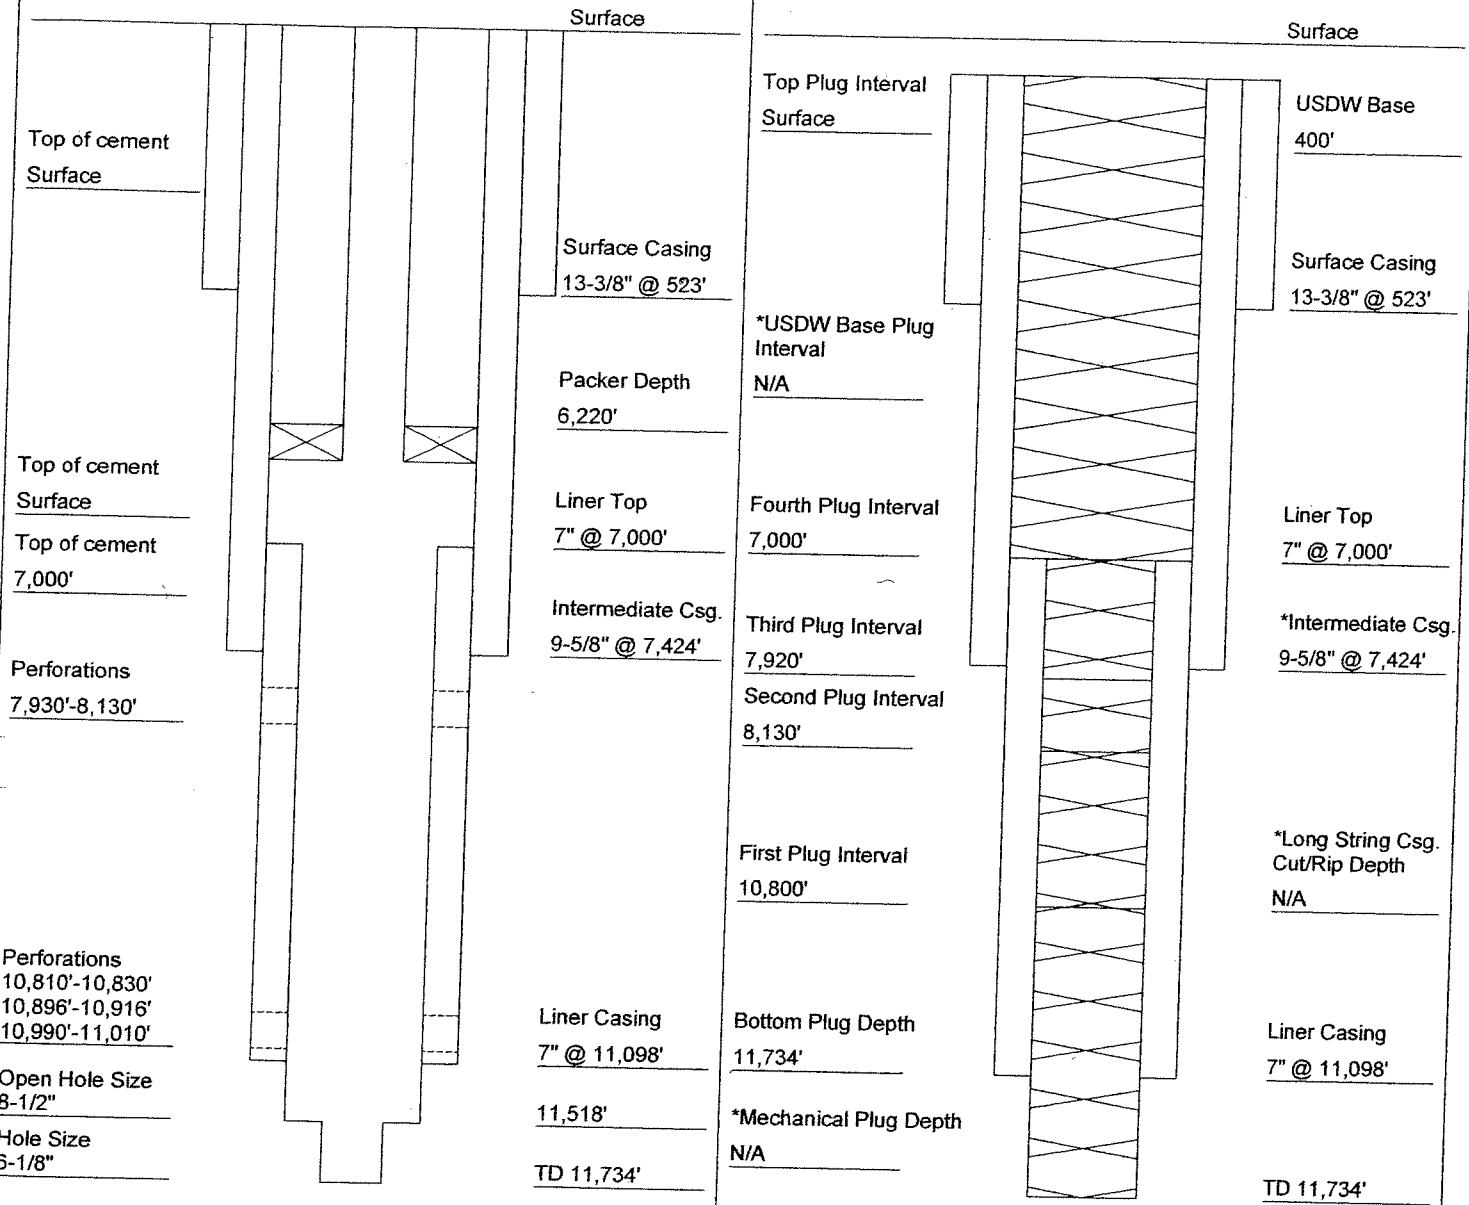 Surface
Top of cement
Surface
Surface Casing
13-3/8" @ 523'
Packer Depth
6,220'
Top of cement
Surface
Liner Top
7" @ 7,000'
Top of cement
7,000'
Intermediate Csg.
9-5/8" @ 7,424'
Perforations
7,930'-8,130'
Perforations
10,810'-10,830'
10,896'-10,916'
10,990'-11,010'
Liner Casing
7" @ 11,098'
Open Hole Size
8-1/2"
11,518'
Hole Size
6-1/8"
TD 11,734'
Surface
Top Plug Interval
Surface
USDW Base
400'
Surface Casing
13-3/8" @ 523'
*USDW Base Plug
Interval
N/A
Fourth Plug Interval
7,000'
Liner Top
7" @ 7,000'
Third Plug Interval
7,920'
*Intermediate Csg.
9-5/8" @ 7,424'
Second Plug Interval
8,130'
First Plug Interval
10,800'
*Long String Csg.
Cut/Rip Depth
N/A
Bottom Plug Depth
11,734'
Liner Casing
7" @ 11,098'
*Mechanical Plug Depth
N/A
TD 11,734'